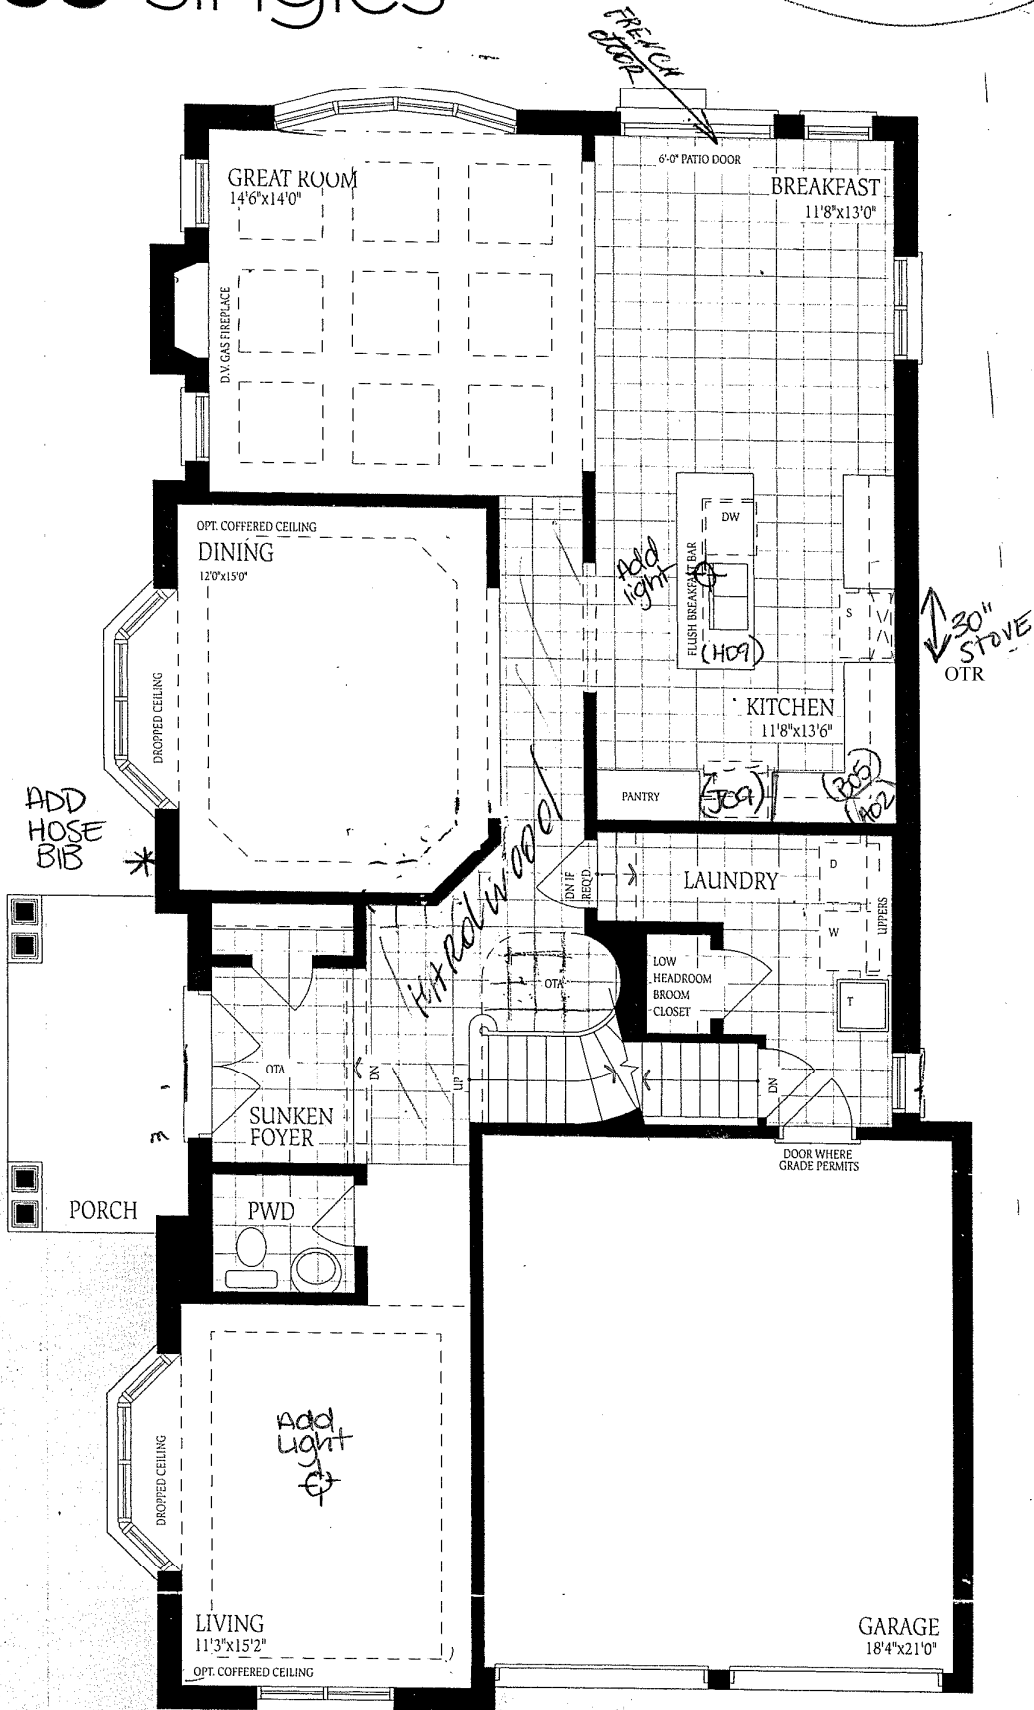 Singles
FRENCH
DOOR
6'-0" PATIO DOOR
GREAT ROOM
14'6"x14'0"
BREAKFAST
11'8"x13'0"
D.V. GAS FIREPLACE
OPT. COFFERED CEILING
DINING
12'0"x15'0"
DW
Add
light
FLUSH BREAKFAST BAR
(H09)
S
30"
STOVE
OTR
KITCHEN
11'8"x13'6"
DROPPED CEILING
PANTRY
(J09)
(B05)
(A02)
ADD
HOSE
BIB
HARDWOOD
DN IF
REQ'D
LAUNDRY
D
W
UPPERS
LOW
HEADROOM
BROOM
CLOSET
T
OTA
OTA
DN
UP
DN
SUNKEN
FOYER
DOOR WHERE
GRADE PERMITS
PORCH
PWD
Add
Light
DROPPED CEILING
LIVING
11'3"x15'2"
OPT. COFFERED CEILING
GARAGE
18'4"x21'0"